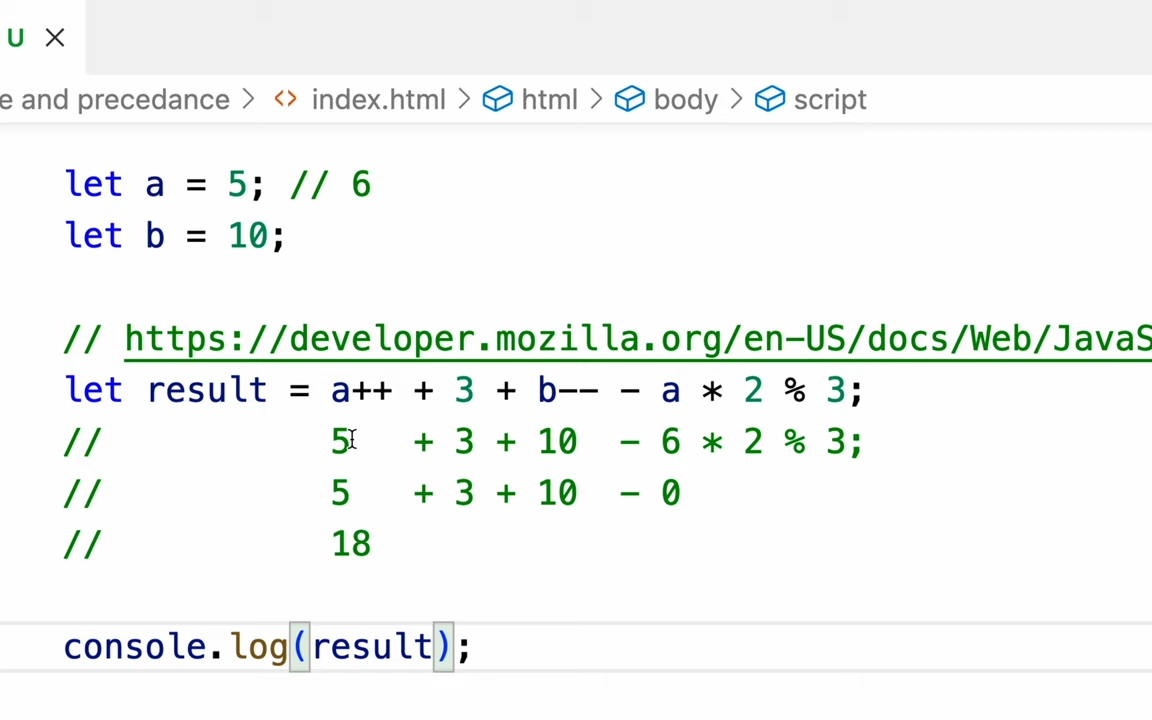 U
e and precedance > index.html > html > body > script
let a = 5; // 6
let b = 10;
// https://developer.mozilla.org/en-US/docs/Web/JavaS
let result = a++ + 3 + b-- - a * 2 % 3;
// 5 + 3 + 10 - 6 * 2 % 3;
// 5 + 3 + 10 - 0
// 18
console.log(result);